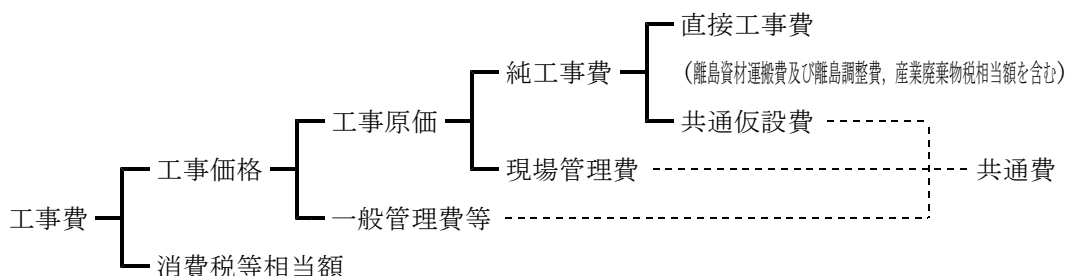 直接工事費
純工事費
(離島資材運搬費及び離島調整費，産業廃棄物税相当額を含む)
工事原価
共通仮設費
工事価格
現場管理費
共通費
工事費
一般管理費等
消費税等相当額